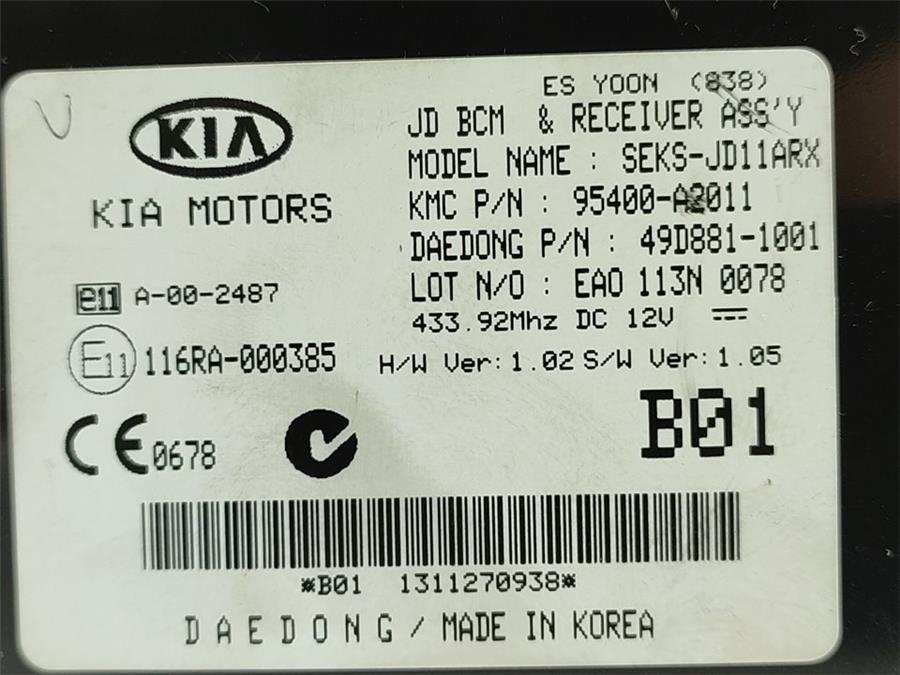 ES YOON (838)
JD BCM & RECEIVER ASS'Y
MODEL NAME : SEKS-JD11ARX
KMC P/N : 95400-A2011
DAEDONG P/N : 49D881-1001
LOT N/O : EAO 113N 0078
433.92Mhz DC 12V
H/W Ver:1.02 S/W Ver:1.05
KIA
KIA MOTORS
e11 A-00-2487
E11 116RA-000385
CE 0678
B01
*B01 1311270938*
DAEDONG / MADE IN KOREA